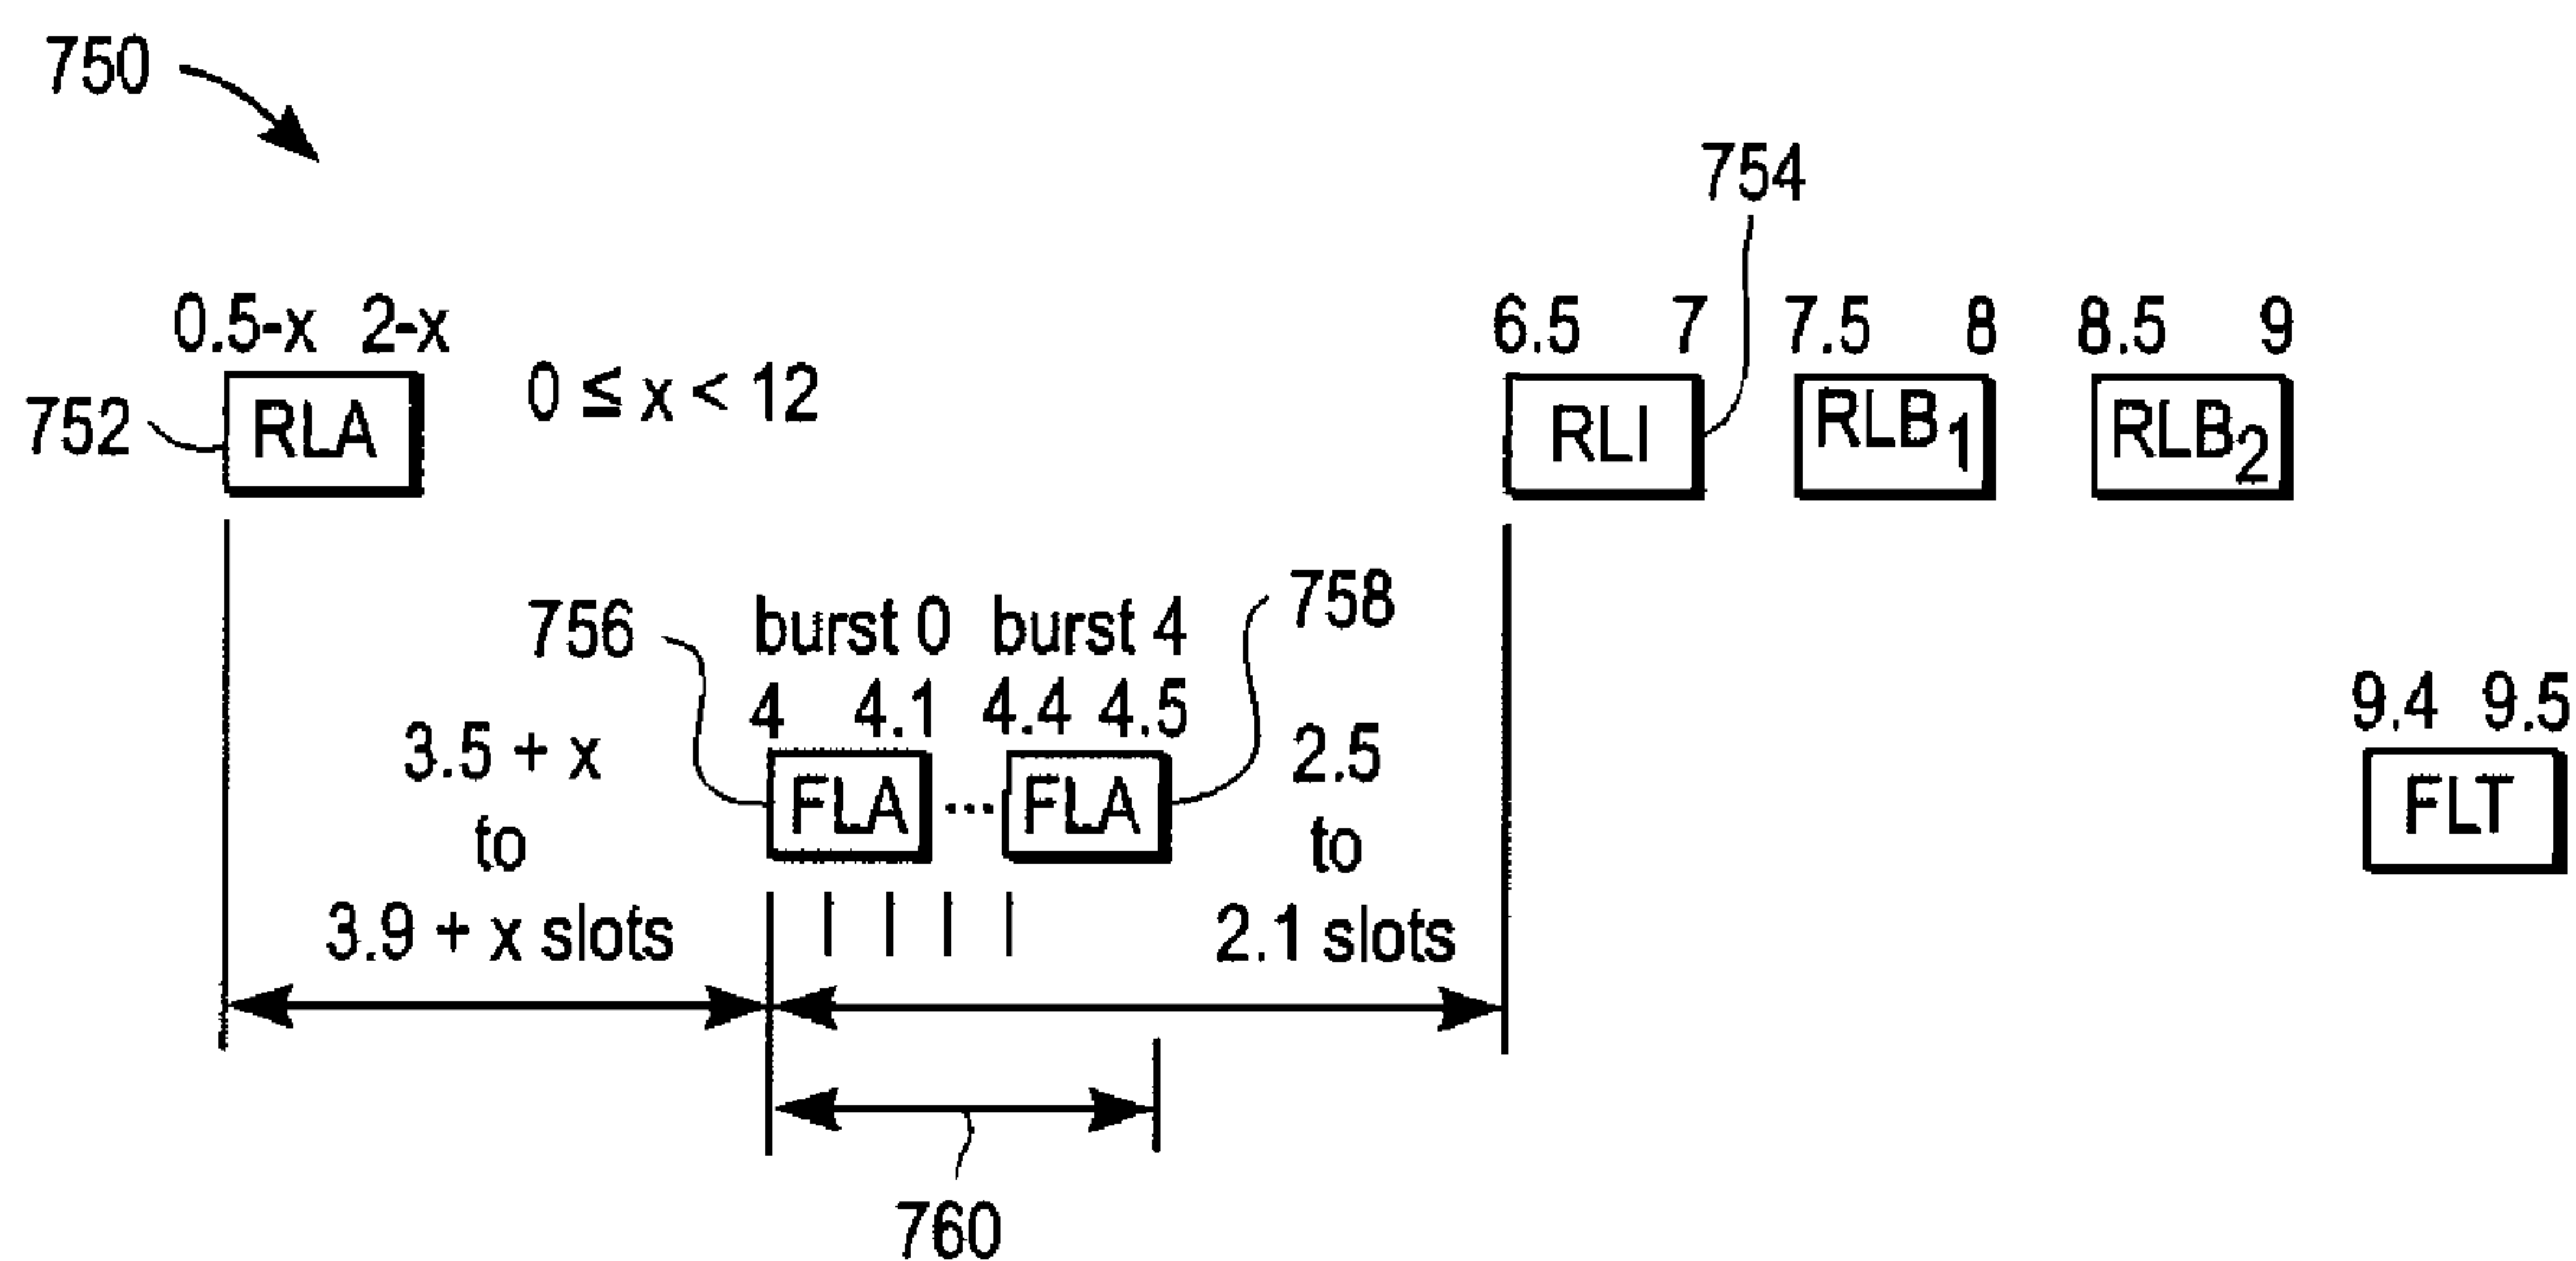 750
754
0.5-x 2-x
6.5 7 7.5 8 8.5 9
0 ≤ x < 12
752
RLA
RLI
RLB1
RLB2
756
burst 0 burst 4
758
4 4.1 4.4 4.5
9.4 9.5
3.5 + x
to
3.9 + x slots
FLA ... FLA
2.5
to
2.1 slots
FLT
760